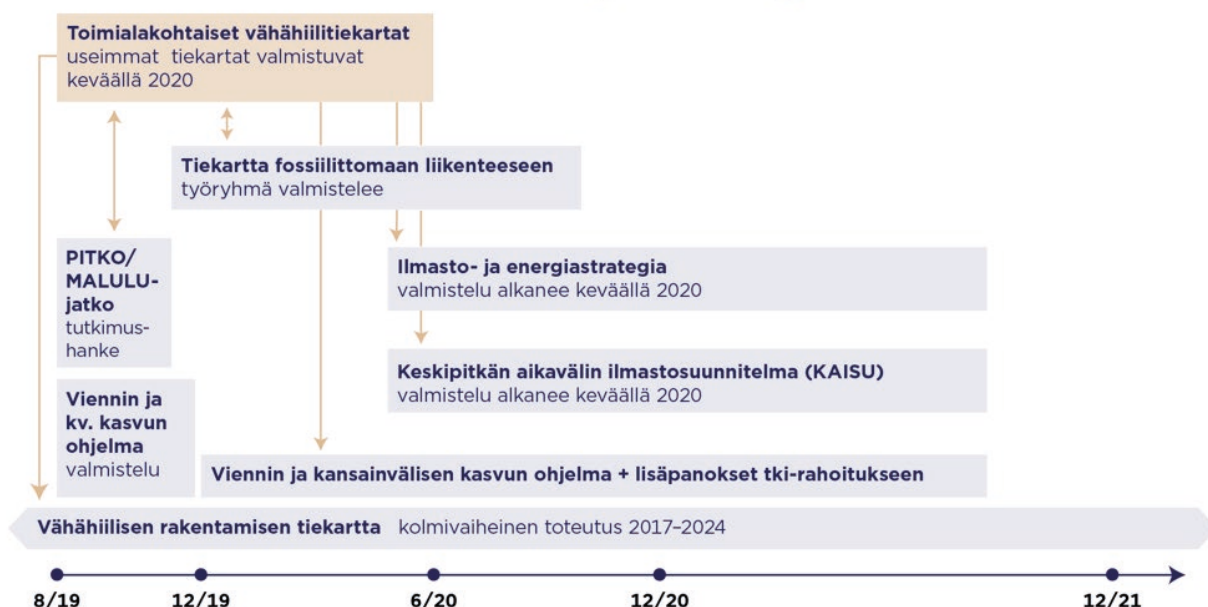 Toimialakohtaiset vähähiilitiekartat
useimmat tiekartat valmistuvat
keväällä 2020
Tiekartta fossiilittomaan liikenteeseen
työryhmä valmistelee
PITKO/
MALULU-
jatko
tutkimus-
hanke
Ilmasto- ja energiastrategia
valmistelu alkanee keväällä 2020
Keskipitkän aikavälin ilmastosuunnitelma (KAISU)
valmistelu alkanee keväällä 2020
Viennin ja
kv. kasvun
ohjelma
valmistelu
Viennin ja kansainvälisen kasvun ohjelma + lisäpanokset tki-rahoitukseen
Vähähiilisen rakentamisen tiekartta kolmivaiheinen toteutus 2017–2024
8/19 12/19 6/20 12/20 12/21